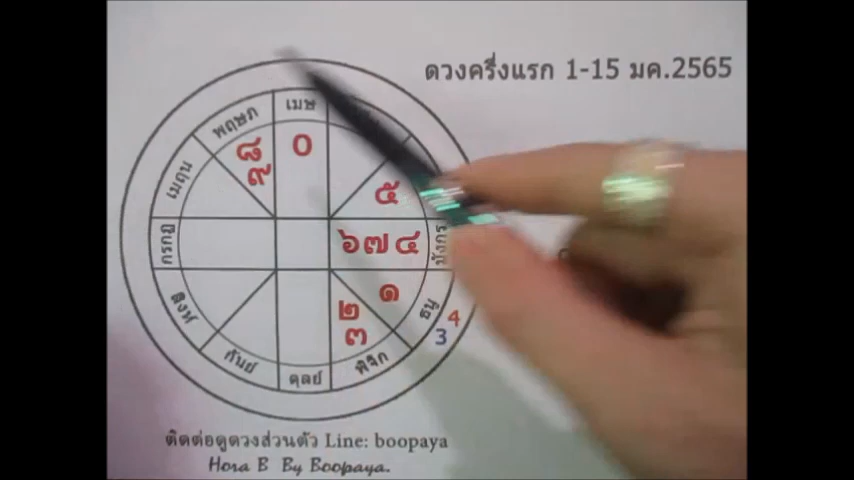 ดวงครึ่งแรก 1-15 มค.2565
เมษ
พฤษภ
๐
๘
๙
เมถุน
๕
กรกฎ
๖ ๗ ๔
มังกร
สิงห์
๒
๑
ธนู
4
๓
3
กันย์
ตุลย์
พิจิก
ติดต่อดูดวงส่วนตัว Line: boopaya
Hora B By Boopaya.